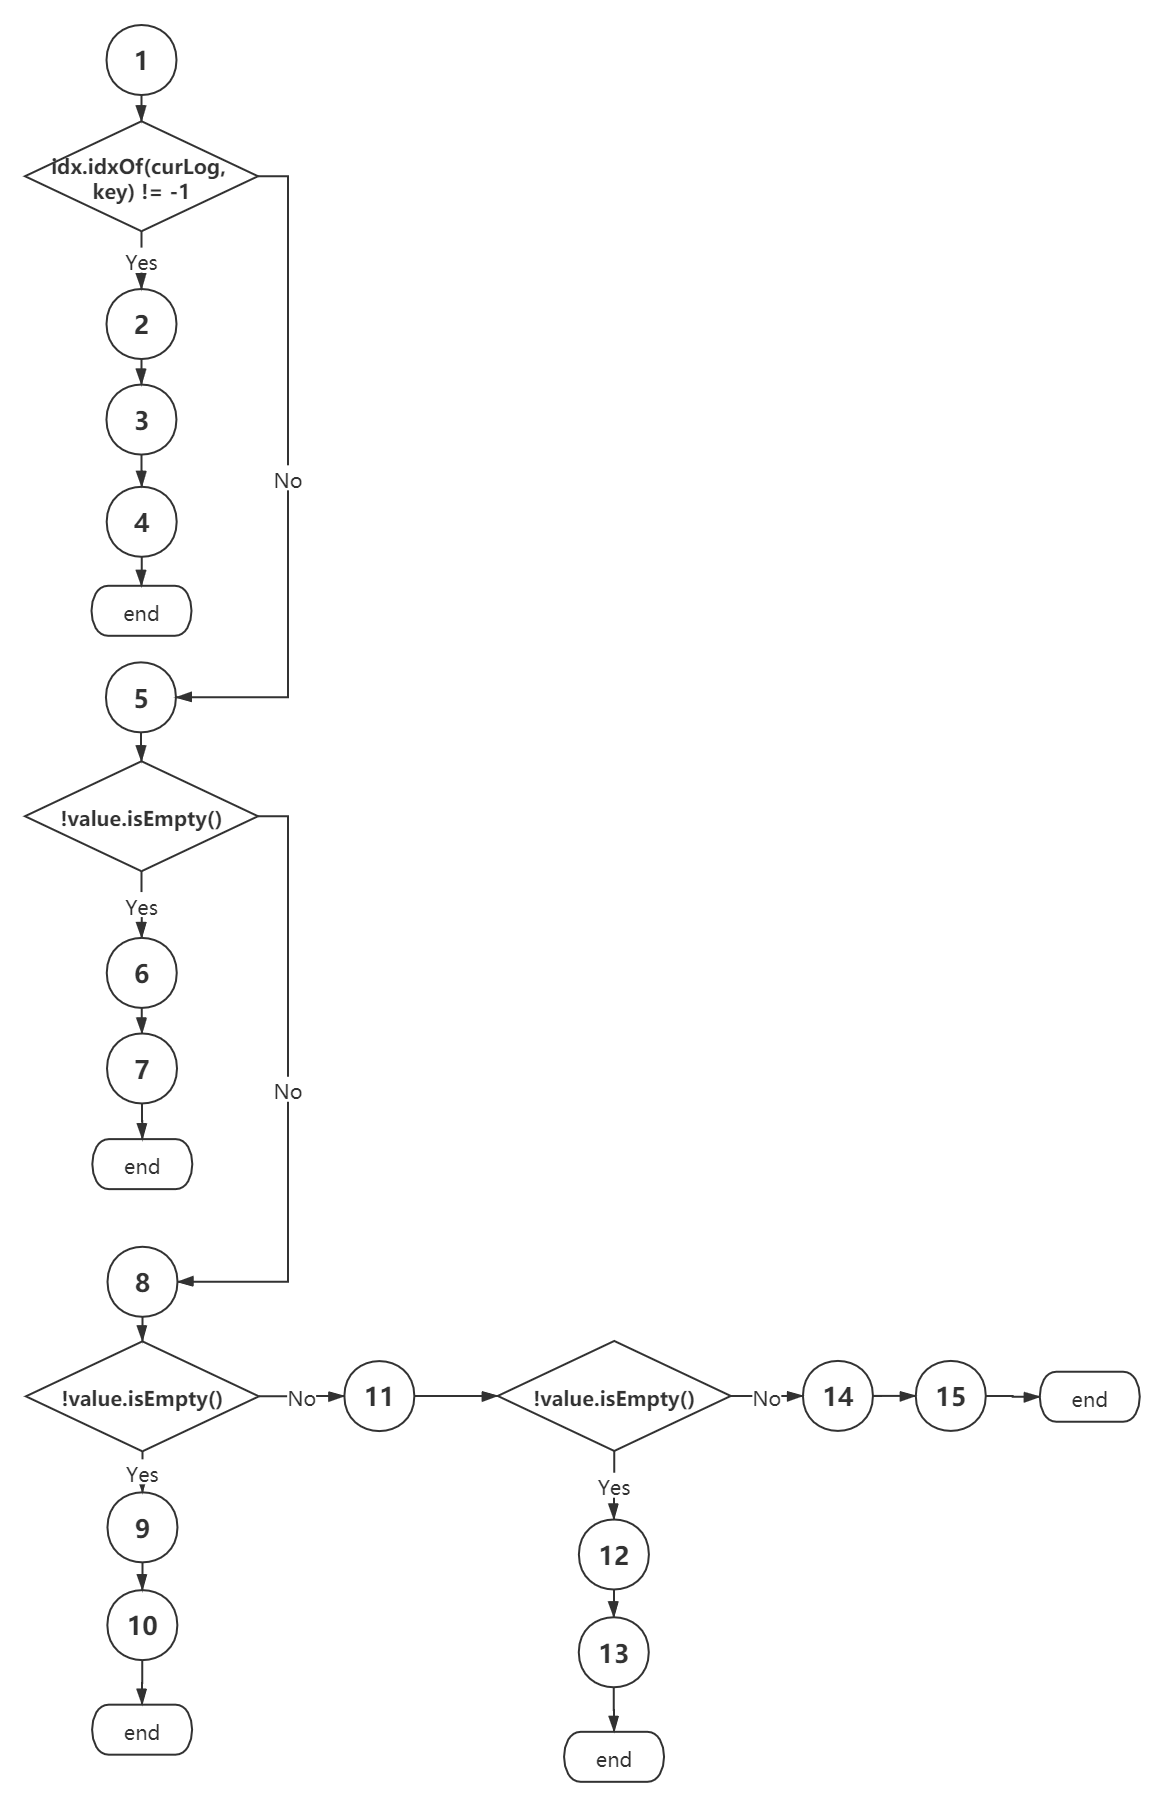 1
idx.idxOf(curLog,
key) != -1
Yes
2
3
No
4
end
5
!value.isEmpty()
Yes
6
7
No
end
8
!value.isEmpty()
No
11
!value.isEmpty()
No
14
15
end
Yes
9
10
end
Yes
12
13
end